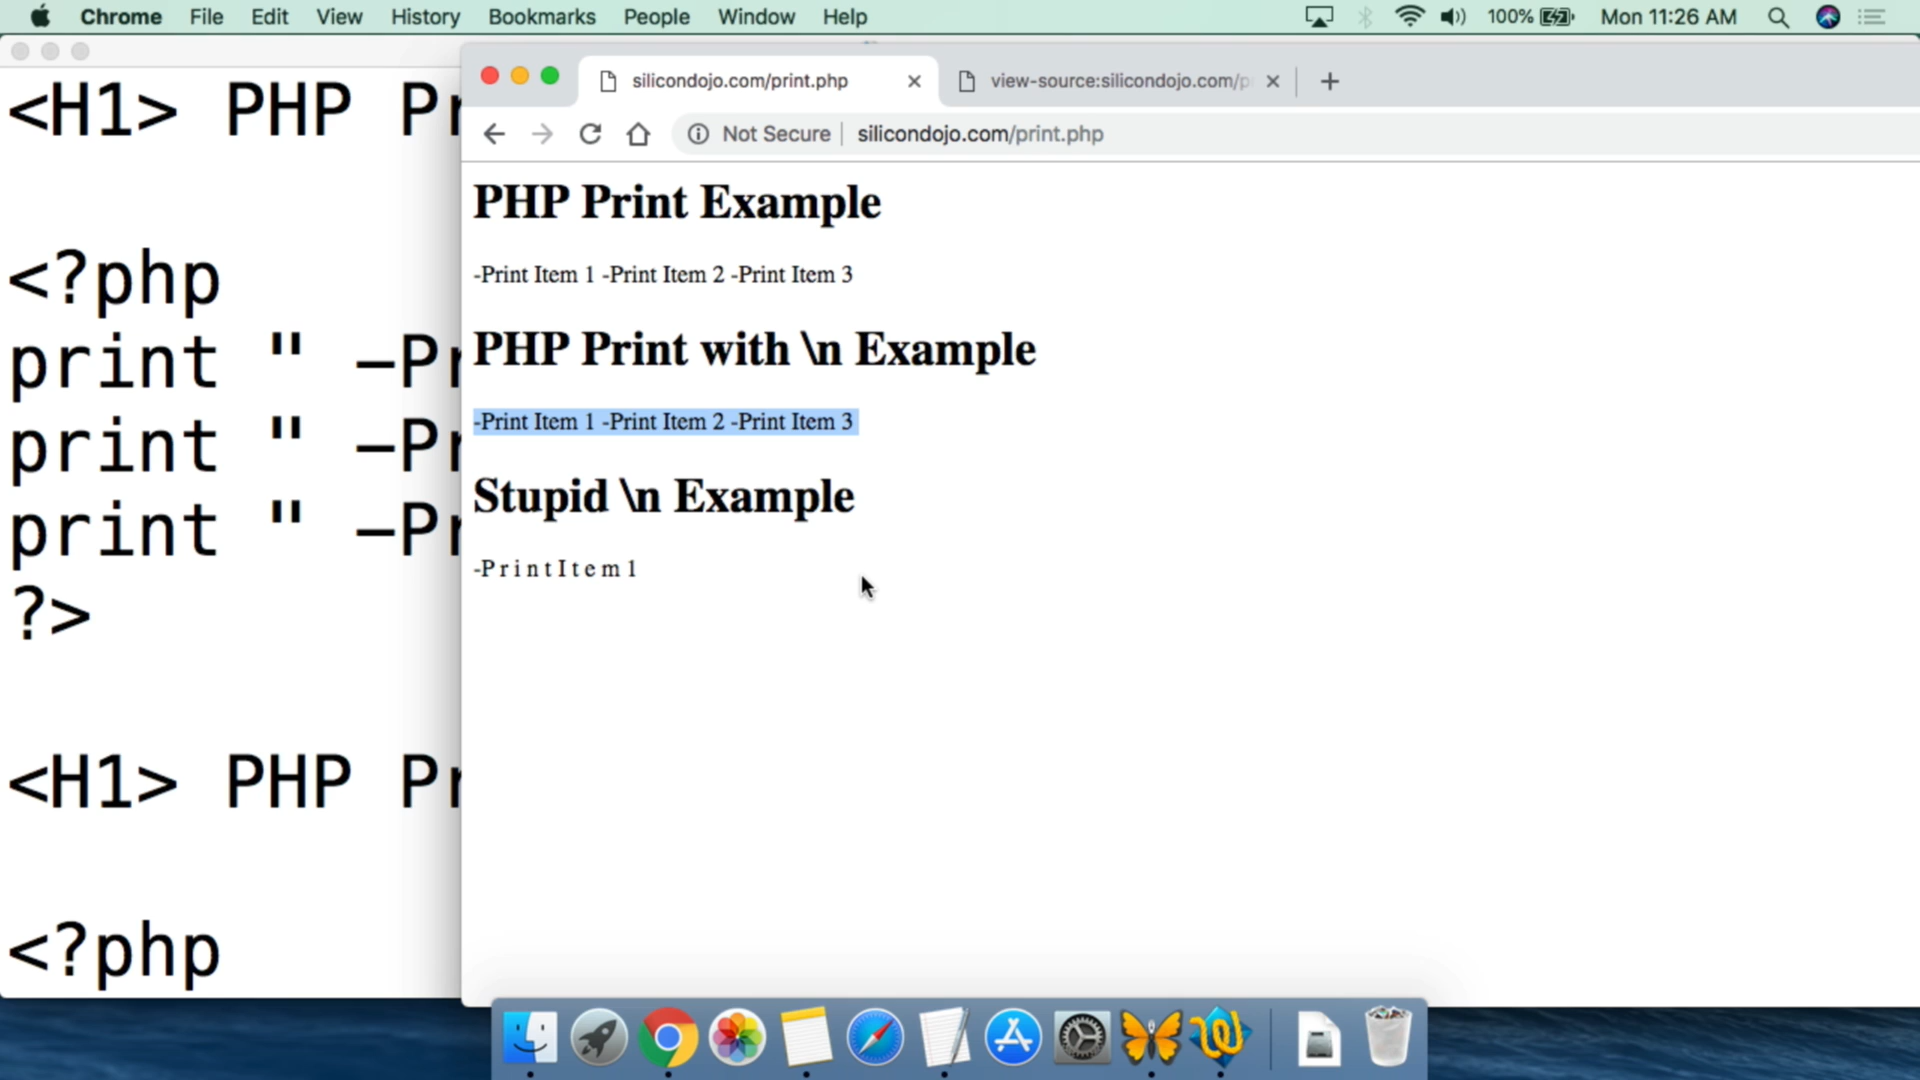 Chrome File Edit View History Bookmarks People Window Help 100% Mon 11:26 AM
silicondojo.com/print.php
view-source:silicondojo.com/p
Not Secure silicondojo.com/print.php
<H1> PHP Pr
<?php
print " –Pr
print " –Pr
print " –Pr
?>
<H1> PHP Pr
<?php
PHP Print Example
-Print Item 1 -Print Item 2 -Print Item 3
PHP Print with \n Example
-Print Item 1 -Print Item 2 -Print Item 3
Stupid \n Example
-P r i n t I t e m 1